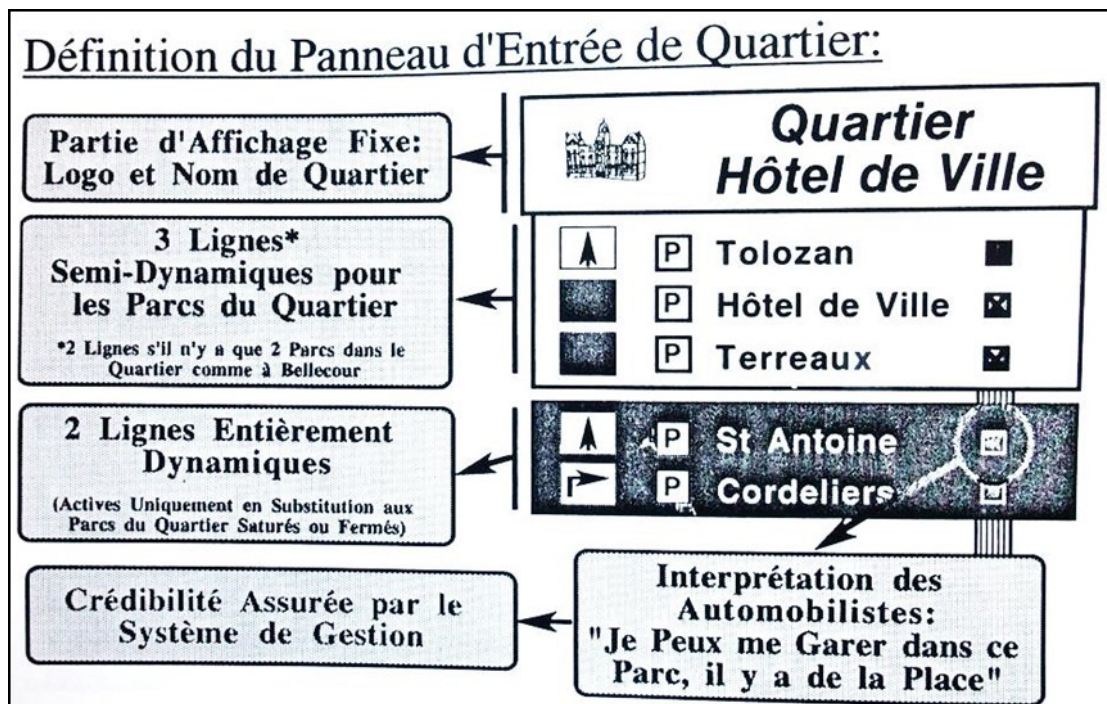 Définition du Panneau d'Entrée de Quartier:
Partie d'Affichage Fixe:
Logo et Nom de Quartier
Quartier
Hôtel de Ville
3 Lignes*
Semi-Dynamiques pour
les Parcs du Quartier
*2 Lignes s'il n'y a que 2 Parcs dans le
Quartier comme à Bellecour
P Tolozan
P Hôtel de Ville
P Terreaux
2 Lignes Entièrement
Dynamiques
(Actives Uniquement en Substitution aux
Parcs du Quartier Saturés ou Fermés)
P St Antoine
P Cordeliers
Crédibilité Assurée par le
Système de Gestion
Interprétation des
Automobilistes:
"Je Peux me Garer dans ce
Parc, il y a de la Place"